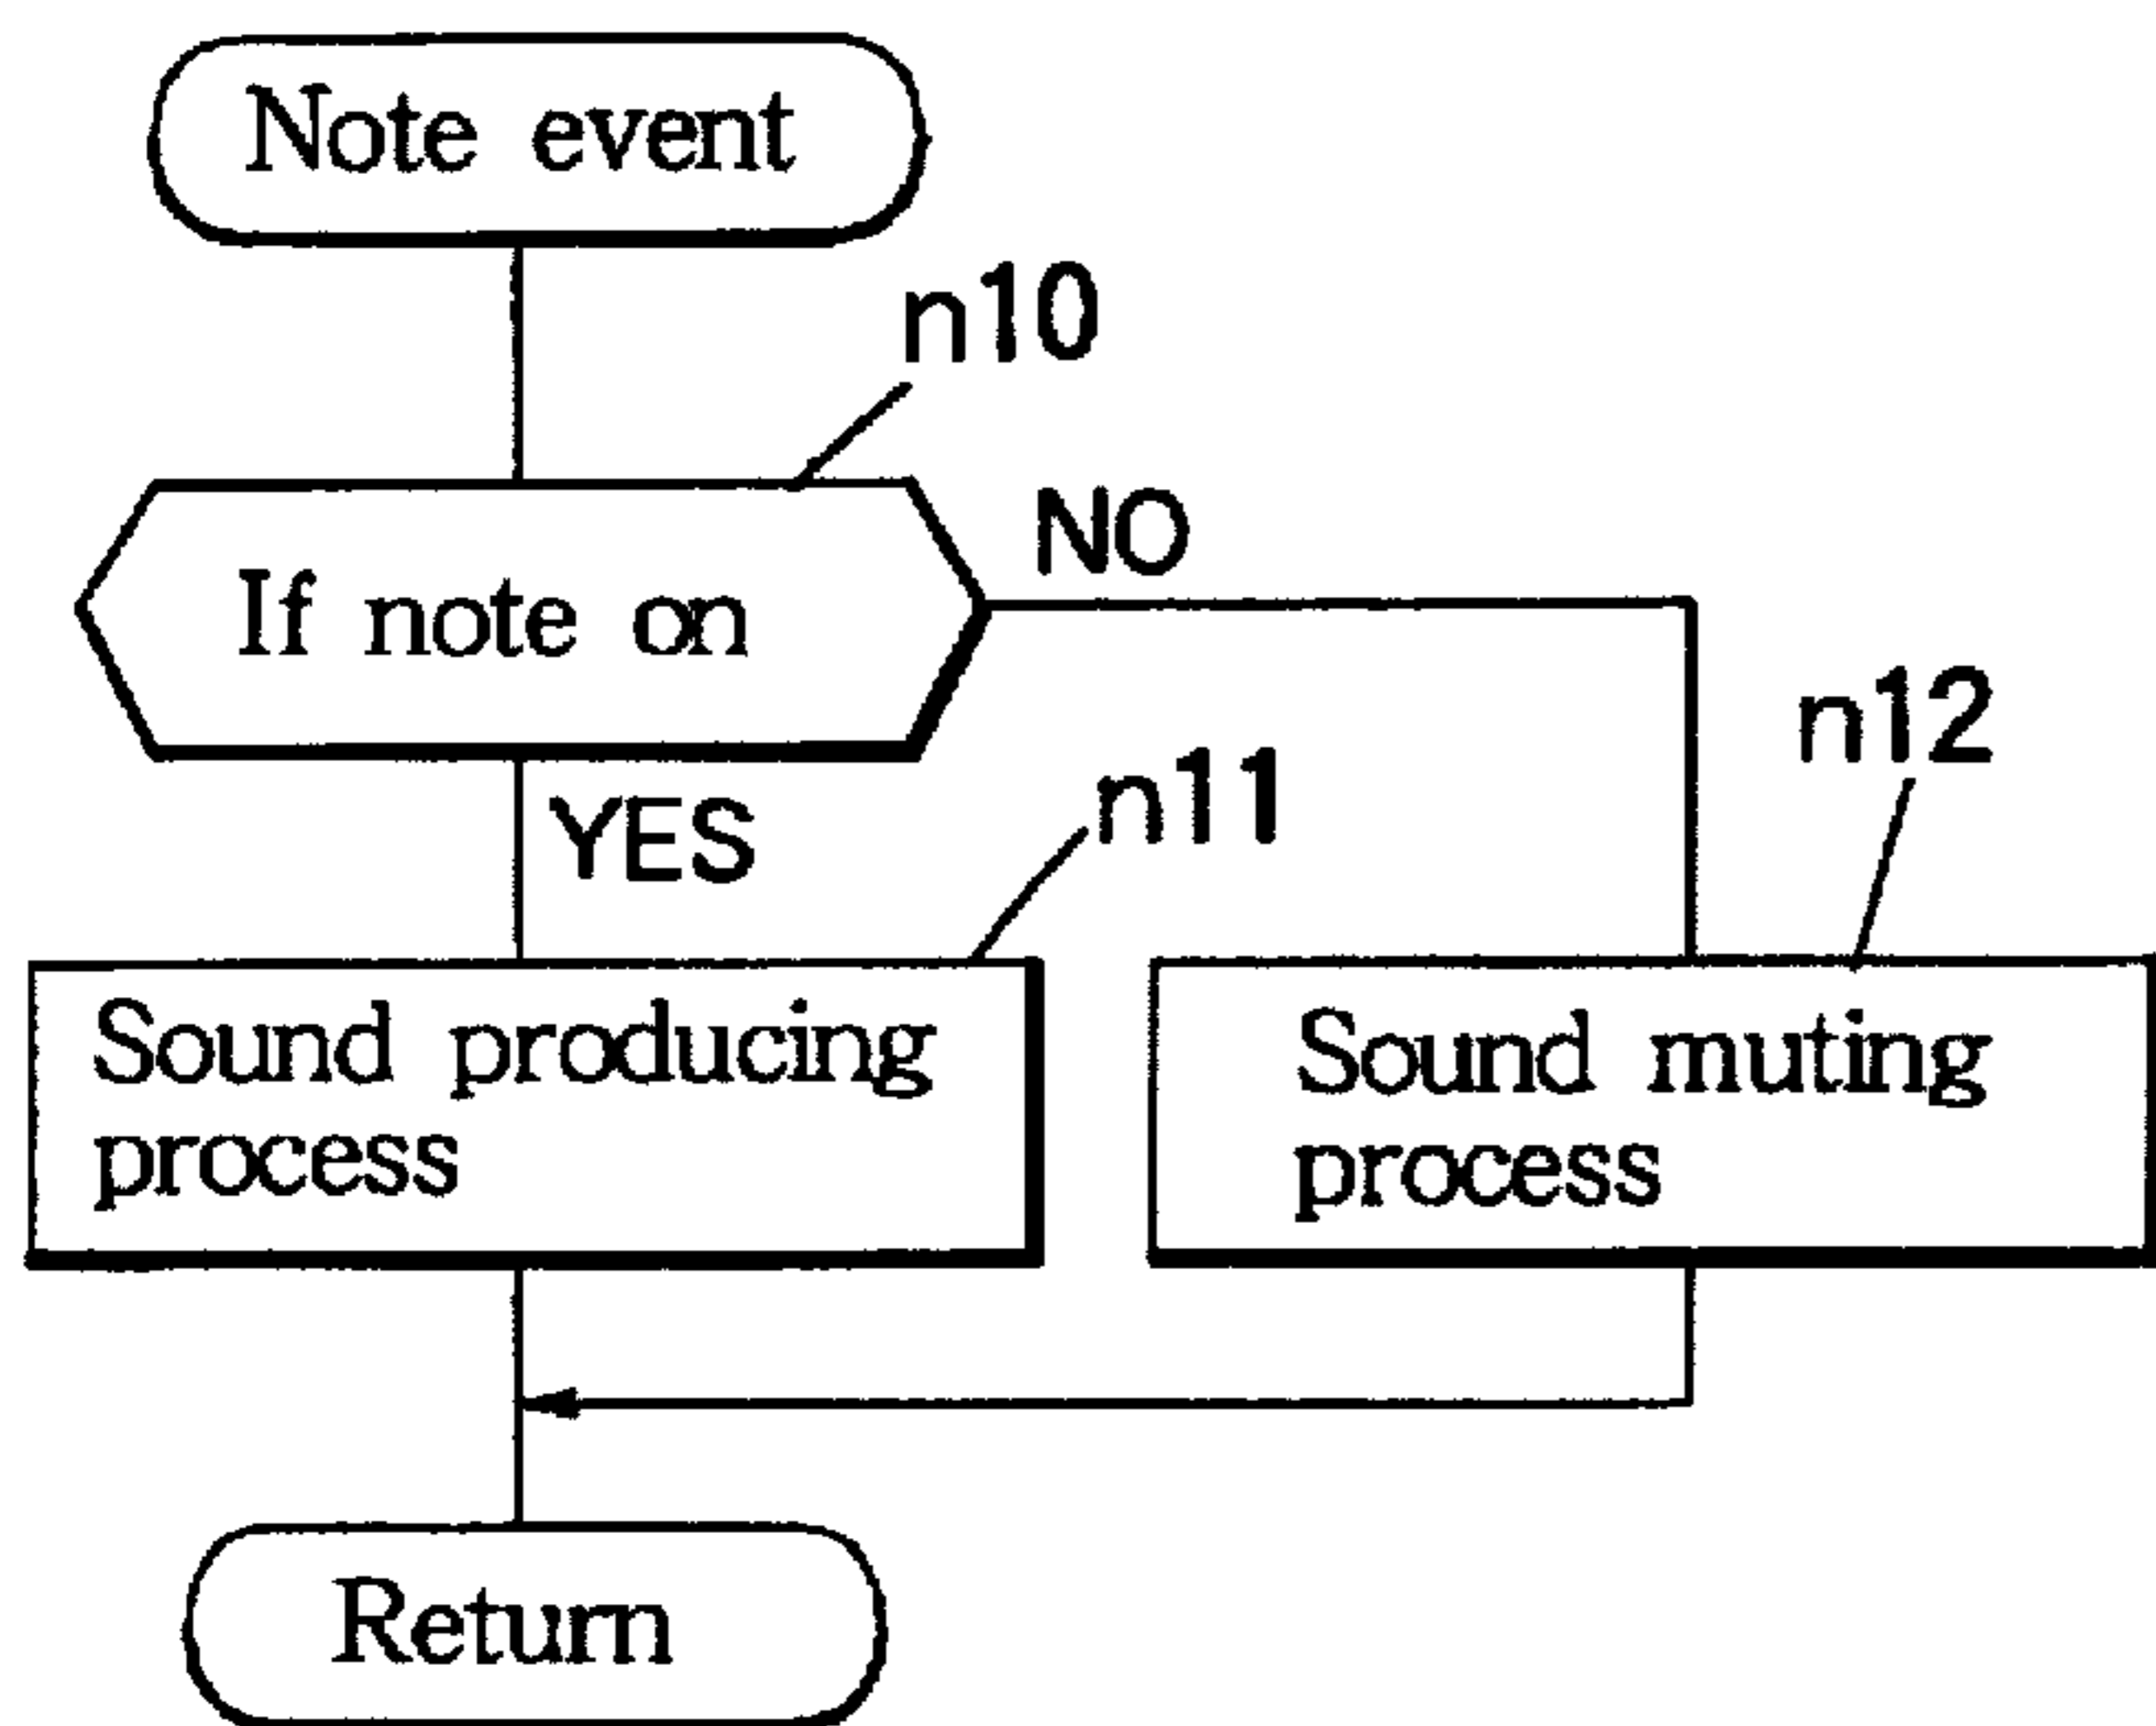 Note event
n10
If note on
NO
YES
n11
n12
Sound producing
process
Sound muting
process
Return